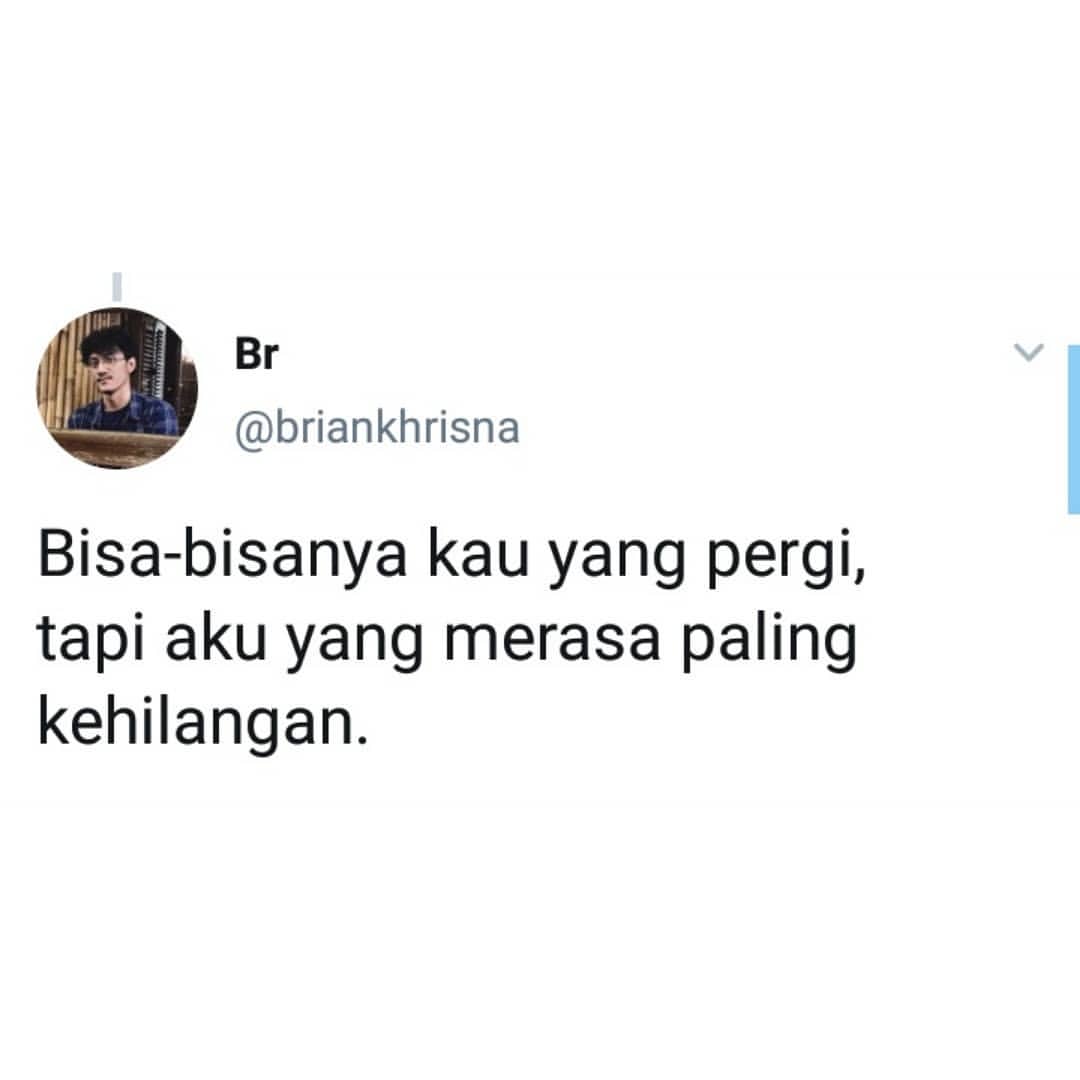 Br
@briankhrisna
Bisa-bisanya kau yang pergi,
tapi aku yang merasa paling
kehilangan.